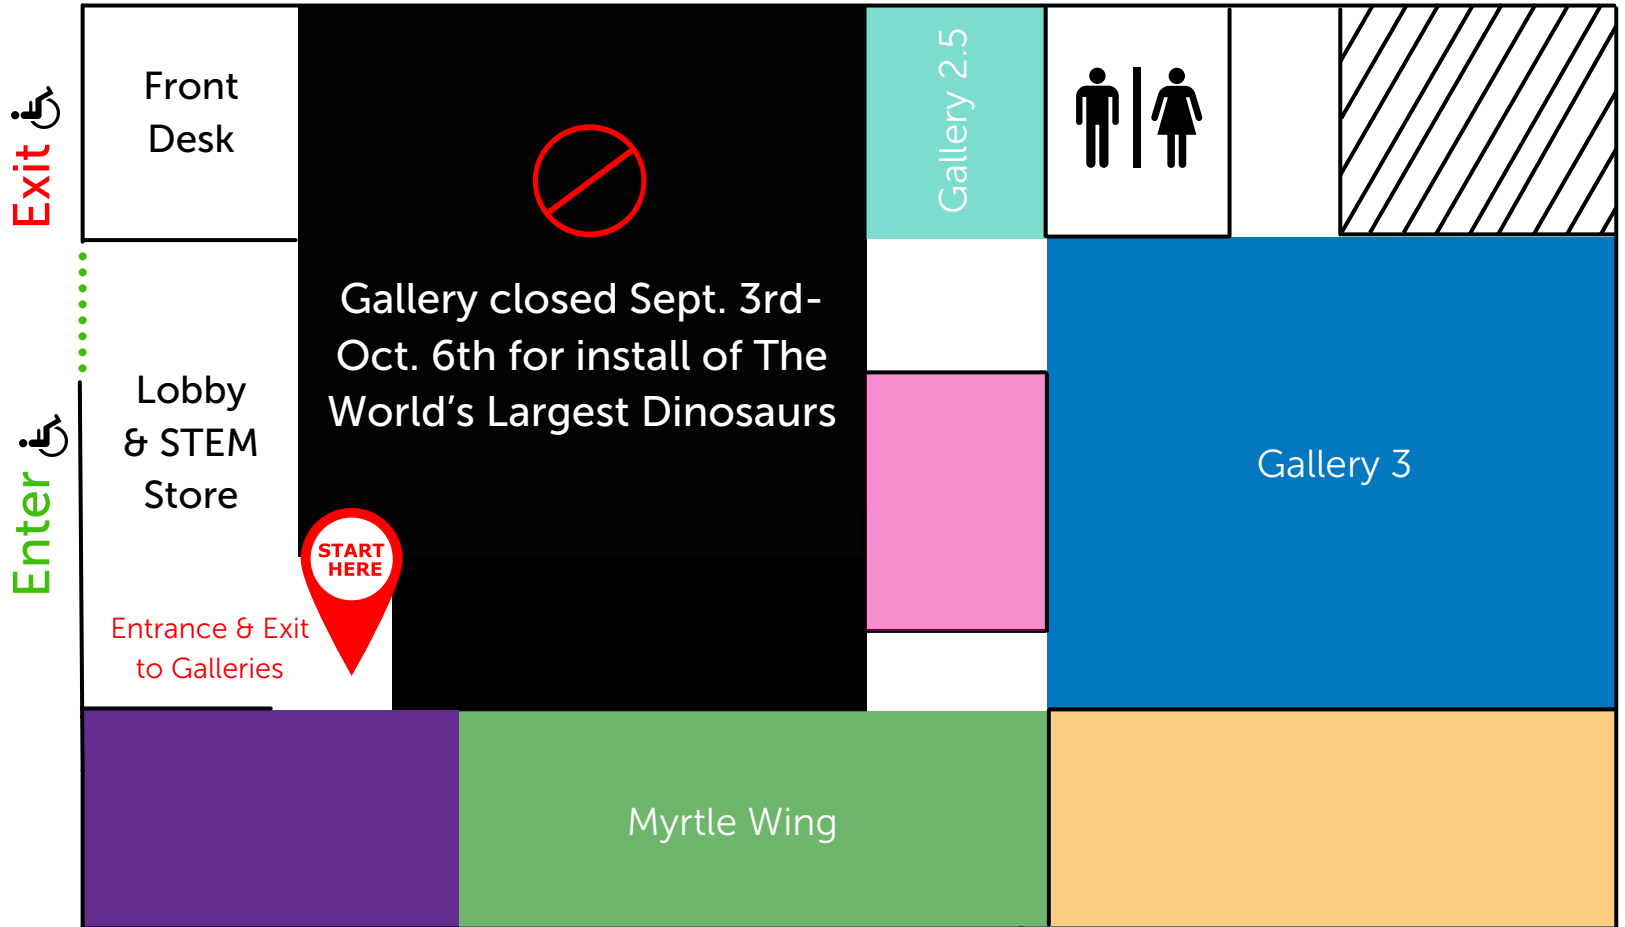 Exit
Front
Desk
Gallery 2.5
Gallery closed Sept. 3rd-
Oct. 6th for install of The
World's Largest Dinosaurs
Enter
Lobby
& STEM
Store
START
HERE
Entrance & Exit
to Galleries
Gallery 3
Myrtle Wing